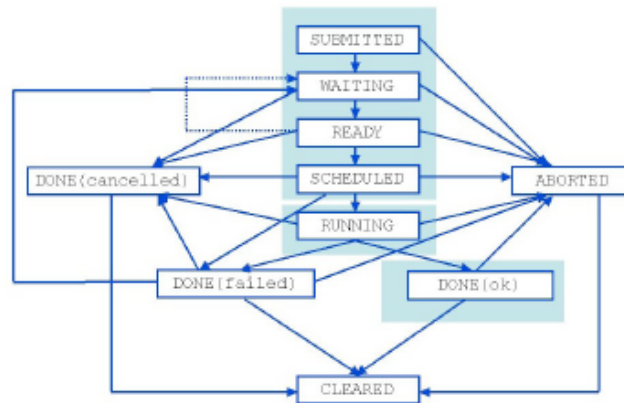 SUBMITTED
WAITING
READY
DONE(cancelled)
SCHEDULED
ABORTED
RUNNING
DONE(failed)
DONE(ok)
CLEARED